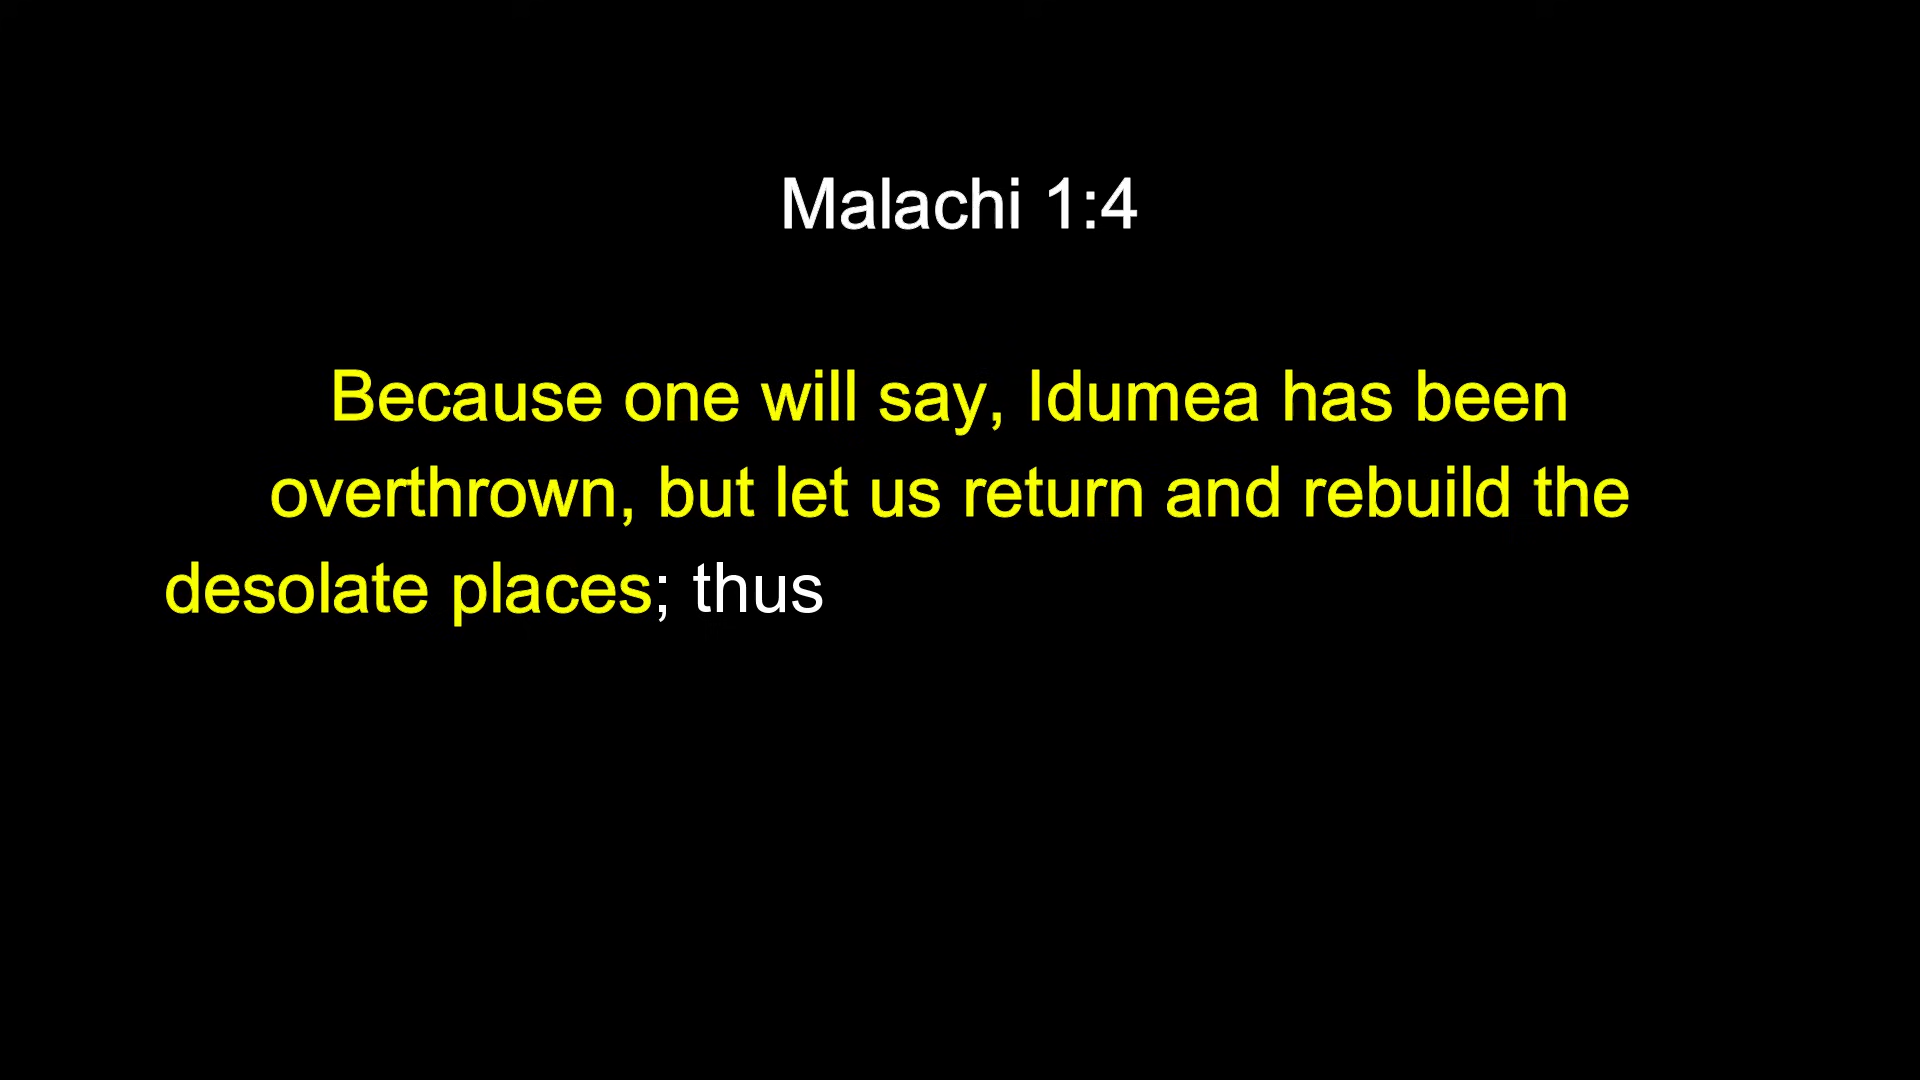 Malachi 1:4
Because one will say, Idumea has been
overthrown, but let us return and rebuild the
desolate places; thus